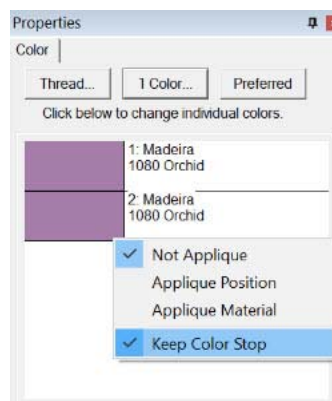 Properties
Color
Thread... 1 Color... Preferred
Click below to change individual colors.
1: Madeira
1080 Orchid
2: Madeira
1080 Orchid
Not Applique
Applique Position
Applique Material
Keep Color Stop